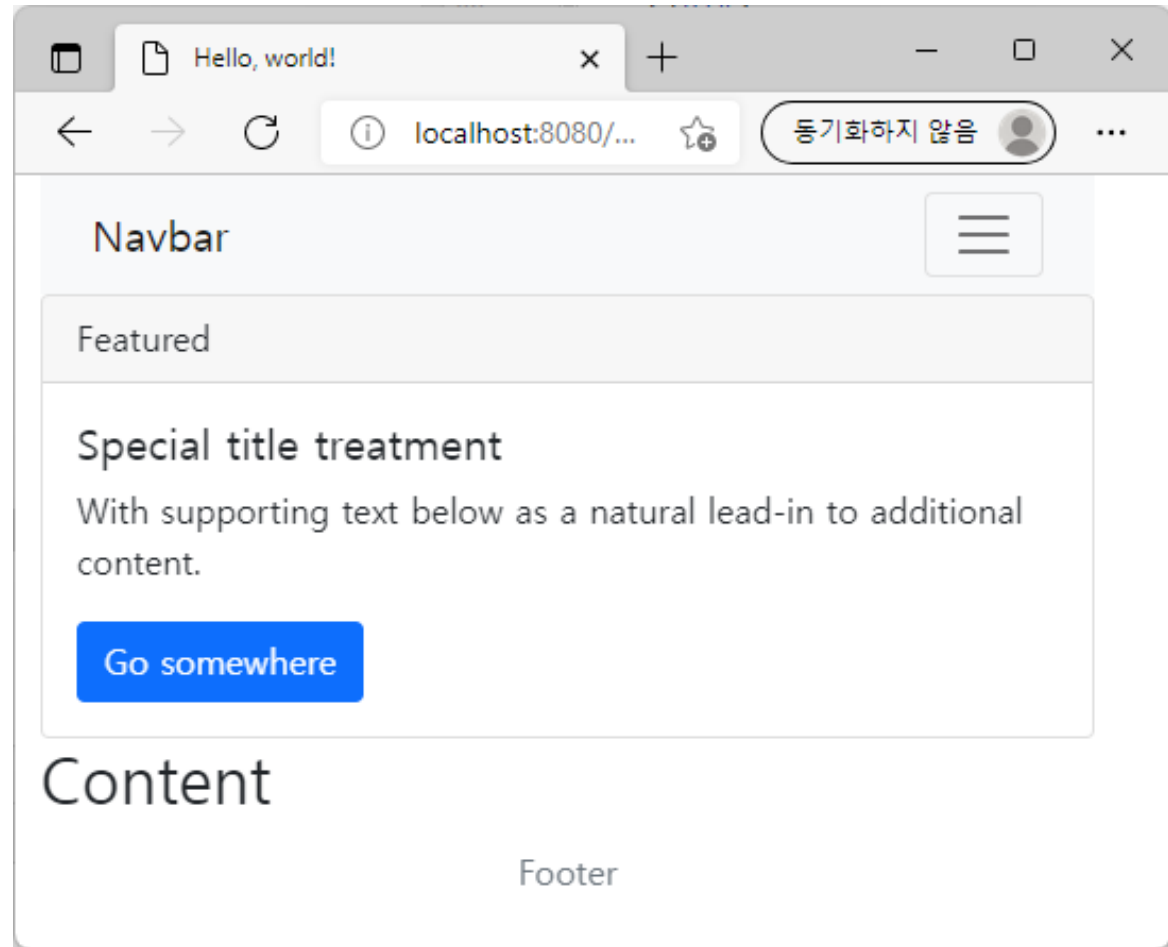 Hello, world!
localhost:8080/...
동기화하지 않음
Navbar
Featured
Special title treatment
With supporting text below as a natural lead-in to additional
content.
Go somewhere
Content
Footer